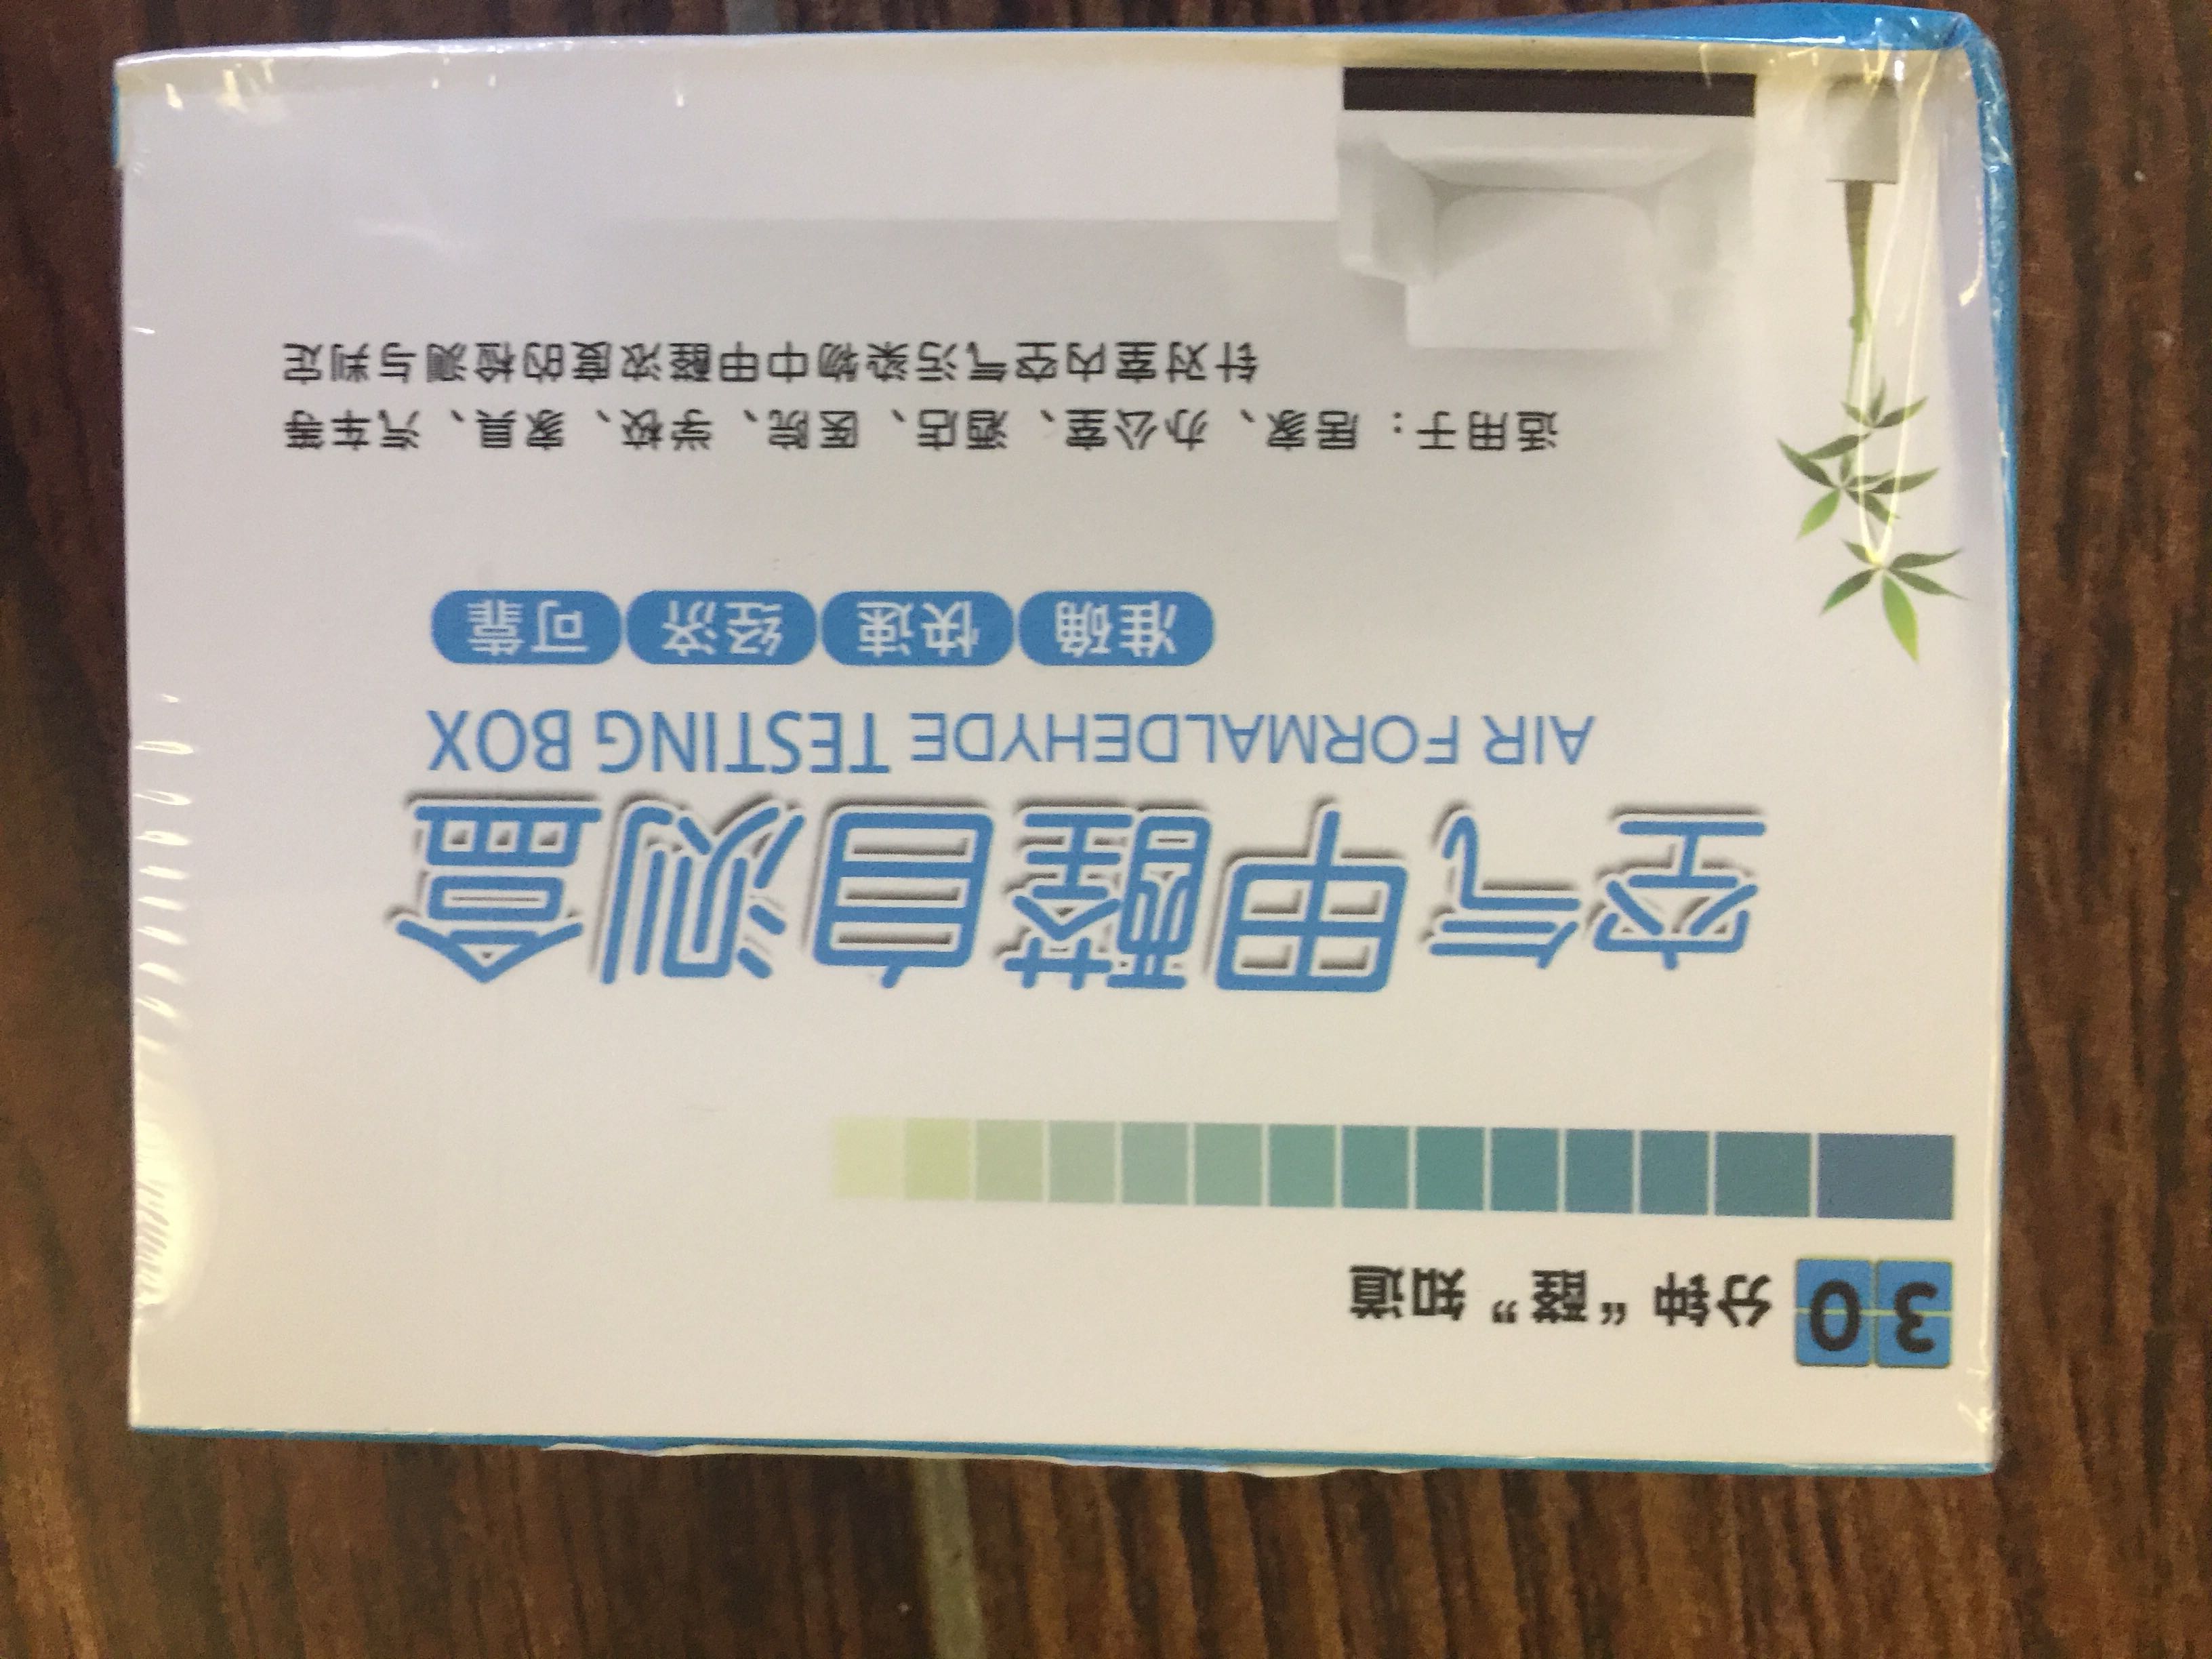 30分钟“醛”知道
空气甲醛自测盒
AIR FORMALDEHYDE TESTING BOX
准确 快速 经济 可靠
适用于：居家、办公室、酒店、医院、学校、家具、汽车等
针对室内空气污染物中甲醛浓度的检测与判定